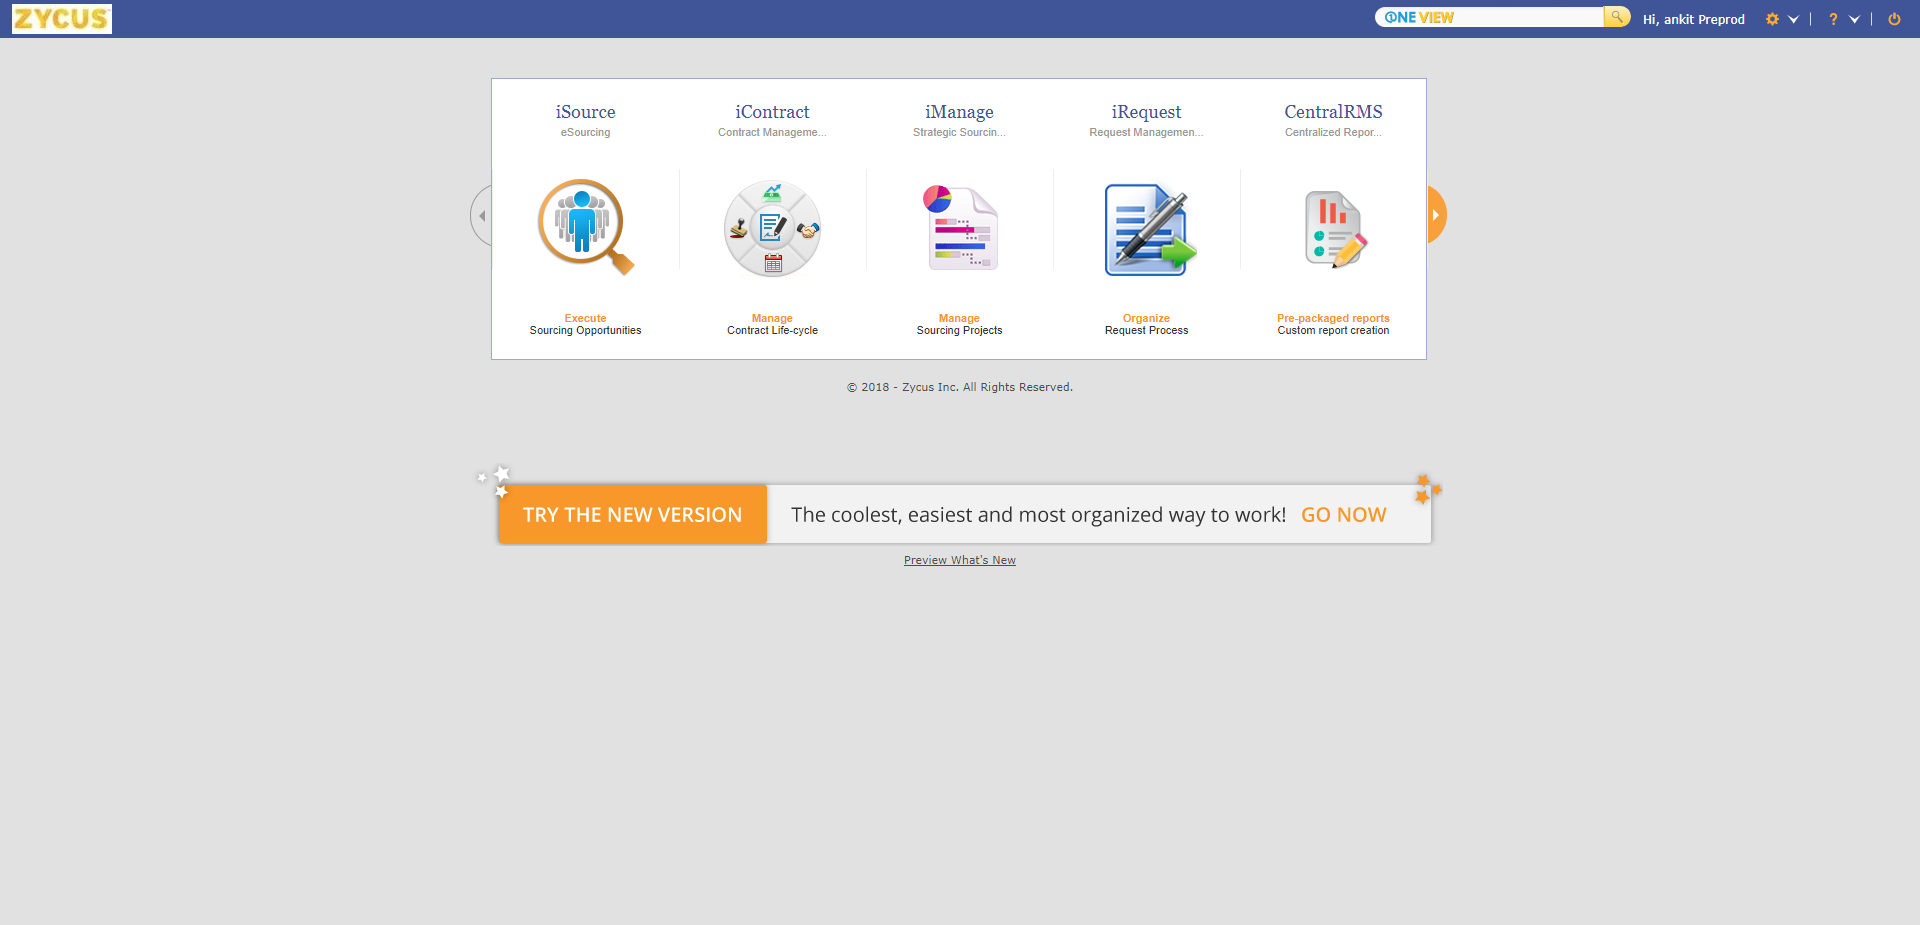 ZYCUS
ONE VIEW
Hi, ankit Preprod
?
iSource
eSourcing
iContract
Contract Manageme...
iManage
Strategic Sourcin...
iRequest
Request Managemen...
CentralRMS
Centralized Repor...
Execute
Sourcing Opportunities
Manage
Contract Life-cycle
Manage
Sourcing Projects
Organize
Request Process
Pre-packaged reports
Custom report creation
© 2018 - Zycus Inc. All Rights Reserved.
TRY THE NEW VERSION
The coolest, easiest and most organized way to work! GO NOW
Preview What's New